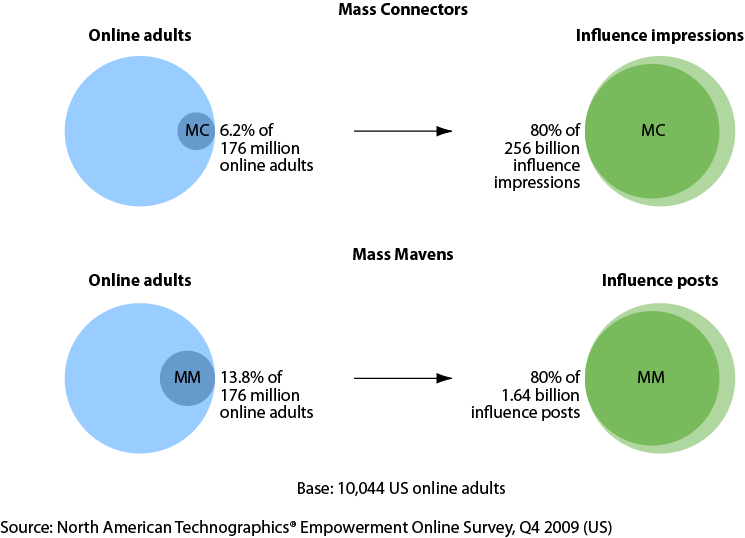 Mass Connectors
Online adults
Influence impressions
MC
6.2% of
176 million
online adults
80% of
256 billion
influence
impressions
MC
Mass Mavens
Online adults
Influence posts
MM
13.8% of
176 million
online adults
80% of
1.64 billion
influence posts
MM
Base: 10,044 US online adults
Source: North American Technographics® Empowerment Online Survey, Q4 2009 (US)